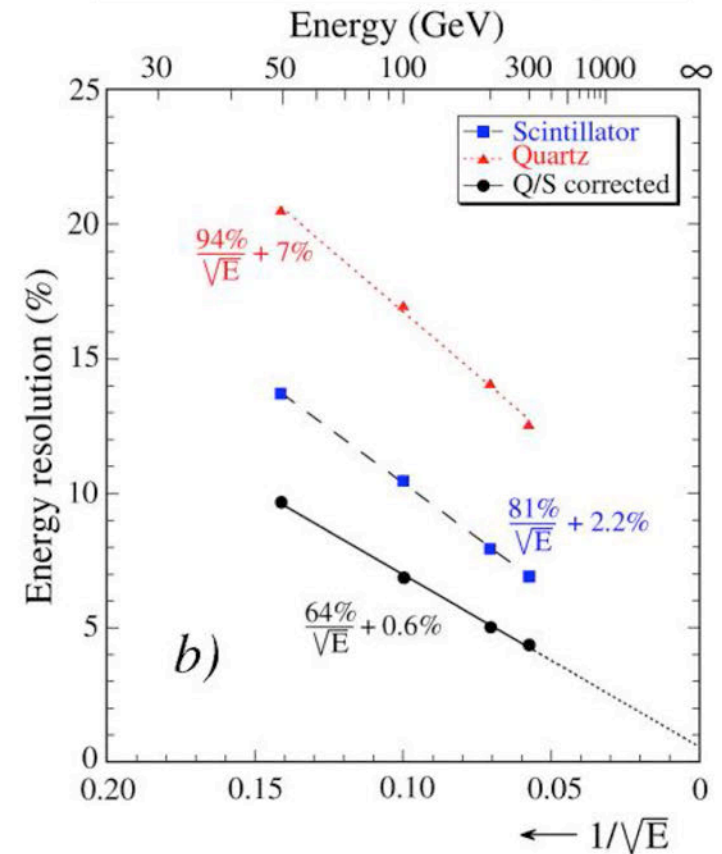 Energy (GeV)
30 50 100 300 1000 ∞
25
Scintillator
Quartz
Q/S corrected
20
94%
√E + 7%
15
Energy resolution (%)
10
81%
√E + 2.2%
5
64%
√E + 0.6%
b)
0
0.20 0.15 0.10 0.05 0
← 1/√E